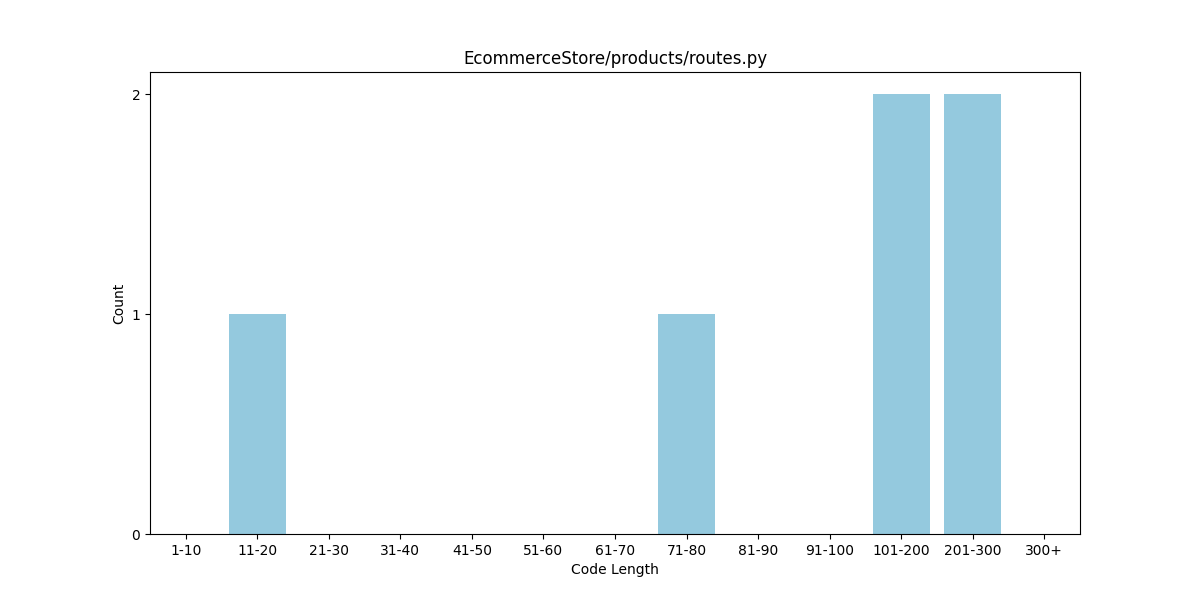 EcommerceStore/products/routes.py
2
1
0
Count
1-10 11-20 21-30 31-40 41-50 51-60 61-70 71-80 81-90 91-100 101-200 201-300 300+
Code Length